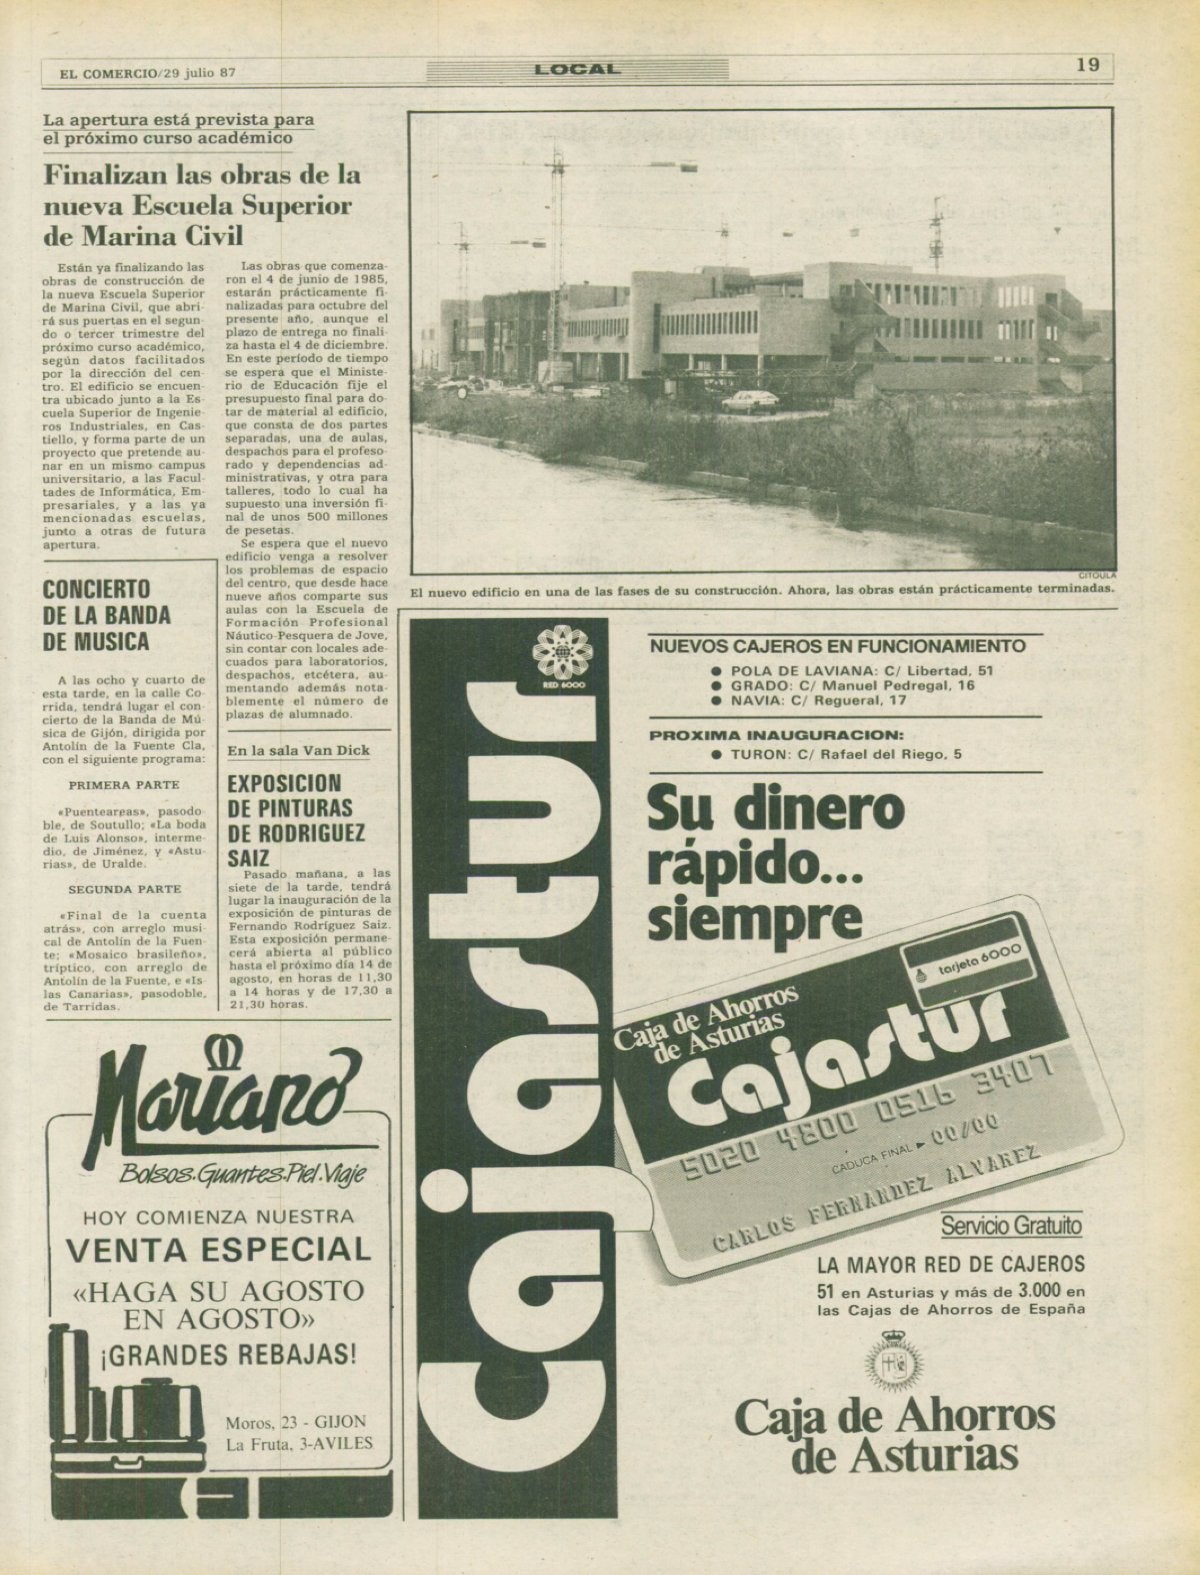 EL COMERCIO/29 julio 87
LOCAL
19
La apertura está prevista para
el próximo curso académico
Finalizan las obras de la
nueva Escuela Superior
de Marina Civil
Están ya finalizando las
obras de construcción de
la nueva Escuela Superior
de Marina Civil, que abri-
rá sus puertas en el segun-
do o tercer trimestre del
próximo curso académico,
según datos facilitados
por la dirección del cen-
tro. El edificio se encuen-
tra ubicado junto a la Es-
cuela Superior de Ingenie-
ros Industriales, en Cas-
tiello, y forma parte de un
proyecto que pretende au-
nar en un mismo campus
universitario, a las Facul-
tades de Informática, Em-
presariales, y a las ya
mencionadas escuelas,
junto a otras de futura
apertura.
Las obras que comenza-
ron el 4 de junio de 1985,
estarán prácticamente fi-
nalizadas para octubre del
presente año, aunque el
plazo de entrega no finali-
za hasta el 4 de diciembre.
En este período de tiempo
se espera que el Ministe-
rio de Educación fije el
presupuesto final para do-
tar de material al edificio,
que consta de dos partes
separadas, una de aulas,
despachos para el profeso-
rado y dependencias ad-
ministrativas, y otra para
talleres, todo lo cual ha
supuesto una inversión fi-
nal de unos 500 millones
de pesetas.
Se espera que el nuevo
edificio venga a resolver
los problemas de espacio
del centro, que desde hace
nueve años comparte sus
aulas con la Escuela de
Formación Profesional
Náutico-Pesquera de Jove,
sin contar con locales ade-
cuados para laboratorios,
despachos, etcétera, au-
mentando además nota-
blemente el número de
plazas de alumnado.
CITOULA
El nuevo edificio en una de las fases de su construcción. Ahora, las obras están prácticamente terminadas.
CONCIERTO
DE LA BANDA
DE MUSICA
A las ocho y cuarto de
esta tarde, en la calle Co-
rrida, tendrá lugar el con-
cierto de la Banda de Mú-
sica de Gijón, dirigida por
Antolín de la Fuente Cla,
con el siguiente programa:
PRIMERA PARTE
«Puenteareas», pasodo-
ble, de Soutullo; «La boda
de Luis Alonso», interme-
dio, de Jiménez, y «Astu-
rias», de Uralde.
SEGUNDA PARTE
«Final de la cuenta
atrás», con arreglo musi-
cal de Antolín de la Fuen-
te; «Mosaico brasileño»,
tríptico, con arreglo de
Antolín de la Fuente, e «Is-
las Canarias», pasodoble,
de Tarridas.
En la sala Van Dick
EXPOSICION
DE PINTURAS
DE RODRIGUEZ
SAIZ
Pasado mañana, a las
siete de la tarde, tendrá
lugar la inauguración de la
exposición de pinturas de
Fernando Rodríguez Saiz.
Esta exposición permane-
cerá abierta al público
hasta el próximo día 14 de
agosto, en horas de 11,30
a 14 horas y de 17,30 a
21,30 horas.
Mariano
Bolsos.Guantes.Piel.Viaje
HOY COMIENZA NUESTRA
VENTA ESPECIAL
«HAGA SU AGOSTO
EN AGOSTO»
¡GRANDES REBAJAS!
Moros, 23 - GIJON
La Fruta, 3-AVILES
Cajastur
RED 6000
NUEVOS CAJEROS EN FUNCIONAMIENTO
● POLA DE LAVIANA: C/ Libertad, 51
● GRADO: C/ Manuel Pedregal, 16
● NAVIA: C/ Regueral, 17
PROXIMA INAUGURACION:
● TURON: C/ Rafael del Riego, 5
Su dinero
rápido...
siempre
tarjeta 6000
Caja de Ahorros
de Asturias
Cajastur
5020 4800 0516 3407
CADUCA FINAL ► 00/00
CARLOS FERNANDEZ ALVAREZ
Servicio Gratuito
LA MAYOR RED DE CAJEROS
51 en Asturias y más de 3.000 en
las Cajas de Ahorros de España
Caja de Ahorros
de Asturias